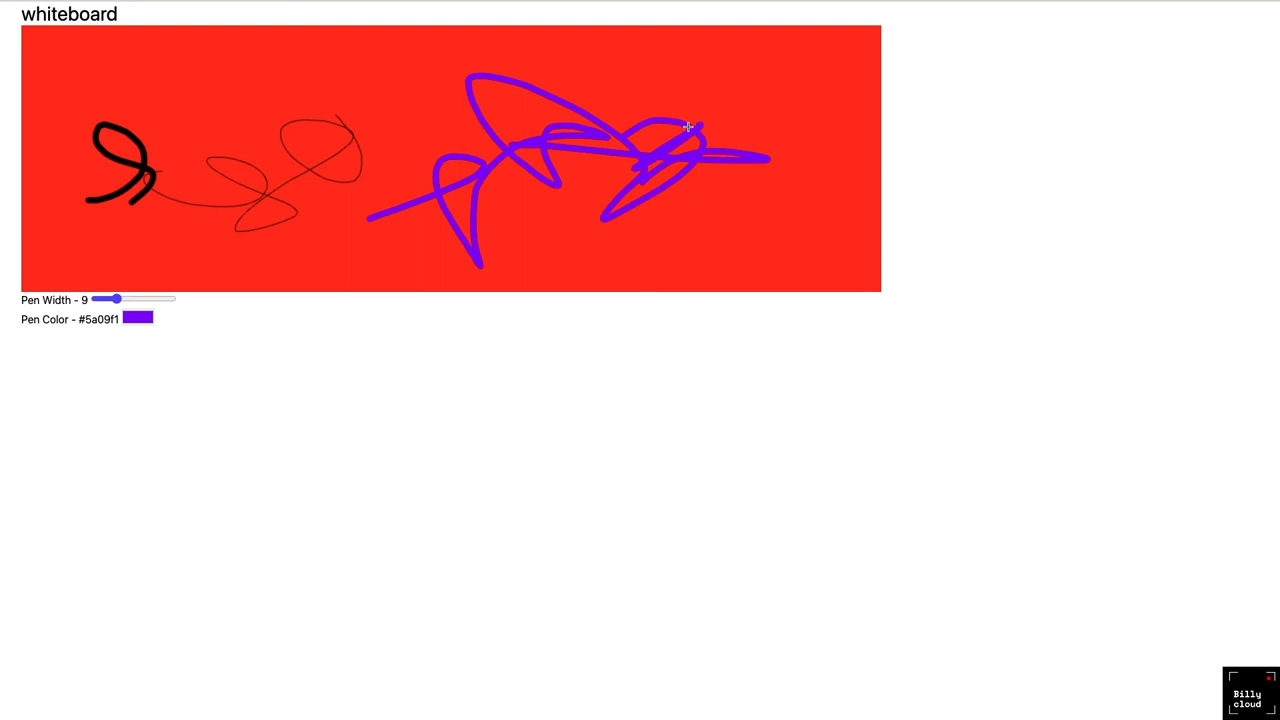 whiteboard
Pen Width - 9
Pen Color - #5a09f1
Billy
cloud